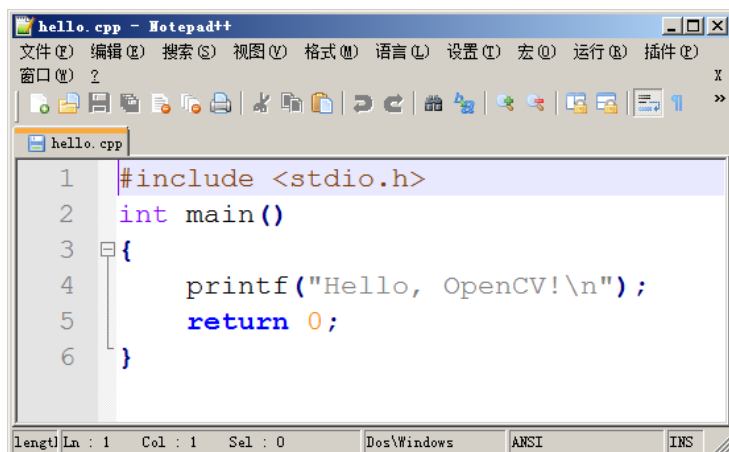 hello.cpp - Notepad++
文件(F) 编辑(E) 搜索(S) 视图(V) 格式(M) 语言(L) 设置(T) 宏(O) 运行(R) 插件(P)
窗口(W) ? X
hello.cpp
1 #include <stdio.h>
2 int main()
3 {
4 printf("Hello, OpenCV!\n");
5 return 0;
6 }
lengtl Ln : 1 Col : 1 Sel : 0 Dos\Windows ANSI INS